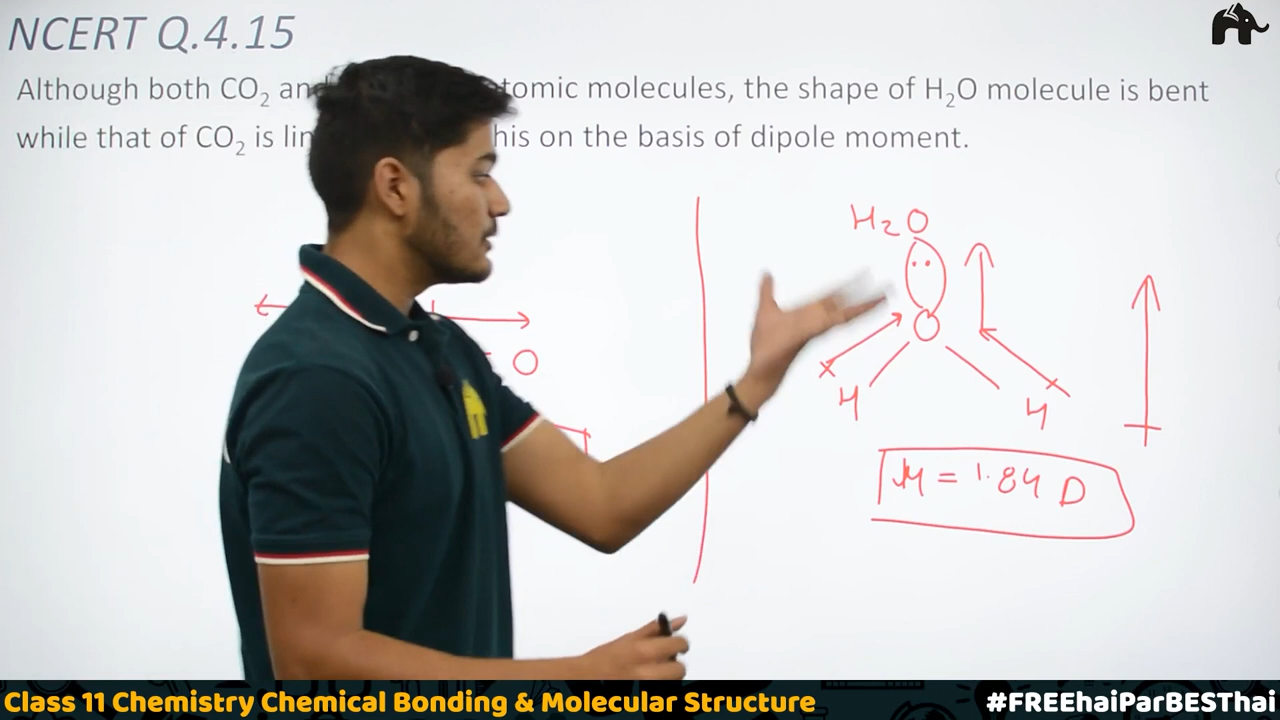 NCERT Q.4.15
Although both CO2 an tomic molecules, the shape of H2O molecule is bent
while that of CO2 is lin his on the basis of dipole moment.
H2O
O
O
H H
μ = 1.84 D
Class 11 Chemistry Chemical Bonding & Molecular Structure
#FREEhaiParBESThai